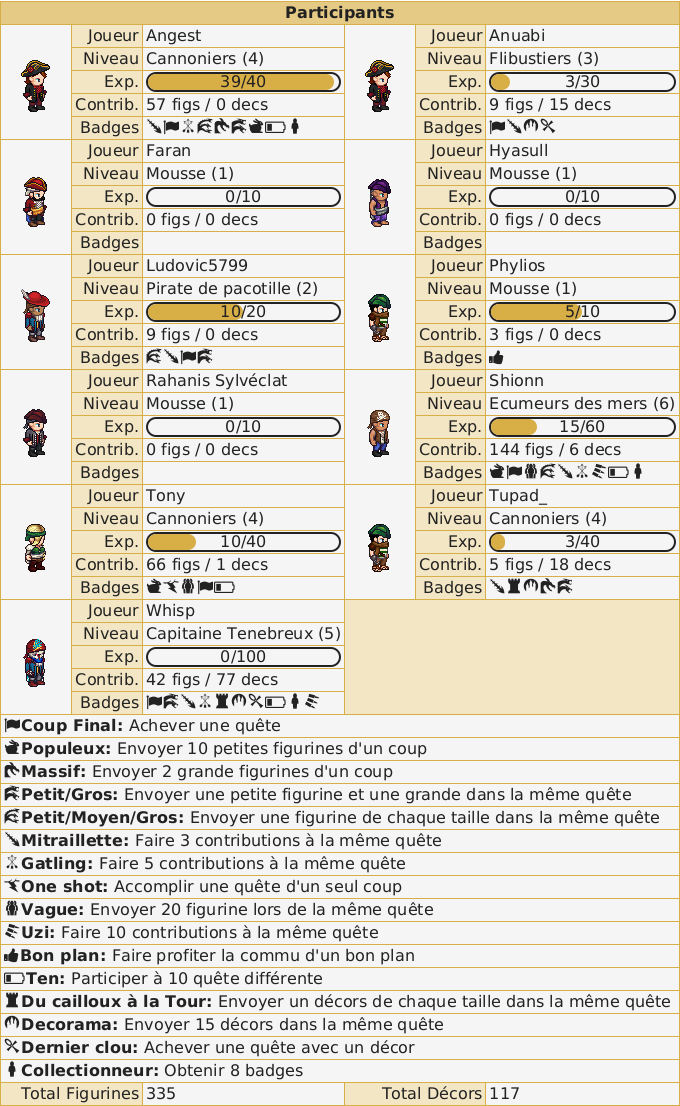 Participants
Joueur Angest
Niveau Cannoniers (4)
Exp. 39/40
Contrib. 57 figs / 0 decs
Badges
Joueur Anuabi
Niveau Flibustiers (3)
Exp. 3/30
Contrib. 9 figs / 15 decs
Badges
Joueur Faran
Niveau Mousse (1)
Exp. 0/10
Contrib. 0 figs / 0 decs
Badges
Joueur Hyasull
Niveau Mousse (1)
Exp. 0/10
Contrib. 0 figs / 0 decs
Badges
Joueur Ludovic5799
Niveau Pirate de pacotille (2)
Exp. 10/20
Contrib. 9 figs / 0 decs
Badges
Joueur Phylios
Niveau Mousse (1)
Exp. 5/10
Contrib. 3 figs / 0 decs
Badges
Joueur Rahanis Sylvéclat
Niveau Mousse (1)
Exp. 0/10
Contrib. 0 figs / 0 decs
Badges
Joueur Shionn
Niveau Ecumeurs des mers (6)
Exp. 15/60
Contrib. 144 figs / 6 decs
Badges
Joueur Tony
Niveau Cannoniers (4)
Exp. 10/40
Contrib. 66 figs / 1 decs
Badges
Joueur Tupad_
Niveau Cannoniers (4)
Exp. 3/40
Contrib. 5 figs / 18 decs
Badges
Joueur Whisp
Niveau Capitaine Tenebreux (5)
Exp. 0/100
Contrib. 42 figs / 77 decs
Badges
Coup Final: Achever une quête
Populeux: Envoyer 10 petites figurines d'un coup
Massif: Envoyer 2 grande figurines d'un coup
Petit/Gros: Envoyer une petite figurine et une grande dans la même quête
Petit/Moyen/Gros: Envoyer une figurine de chaque taille dans la même quête
Mitraillette: Faire 3 contributions à la même quête
Gatling: Faire 5 contributions à la même quête
One shot: Accomplir une quête d'un seul coup
Vague: Envoyer 20 figurine lors de la même quête
Uzi: Faire 10 contributions à la même quête
Bon plan: Faire profiter la commu d'un bon plan
Ten: Participer à 10 quête différente
Du cailloux à la Tour: Envoyer un décors de chaque taille dans la même quête
Decorama: Envoyer 15 décors dans la même quête
Dernier clou: Achever une quête avec un décor
Collectionneur: Obtenir 8 badges
Total Figurines 335 Total Décors 117